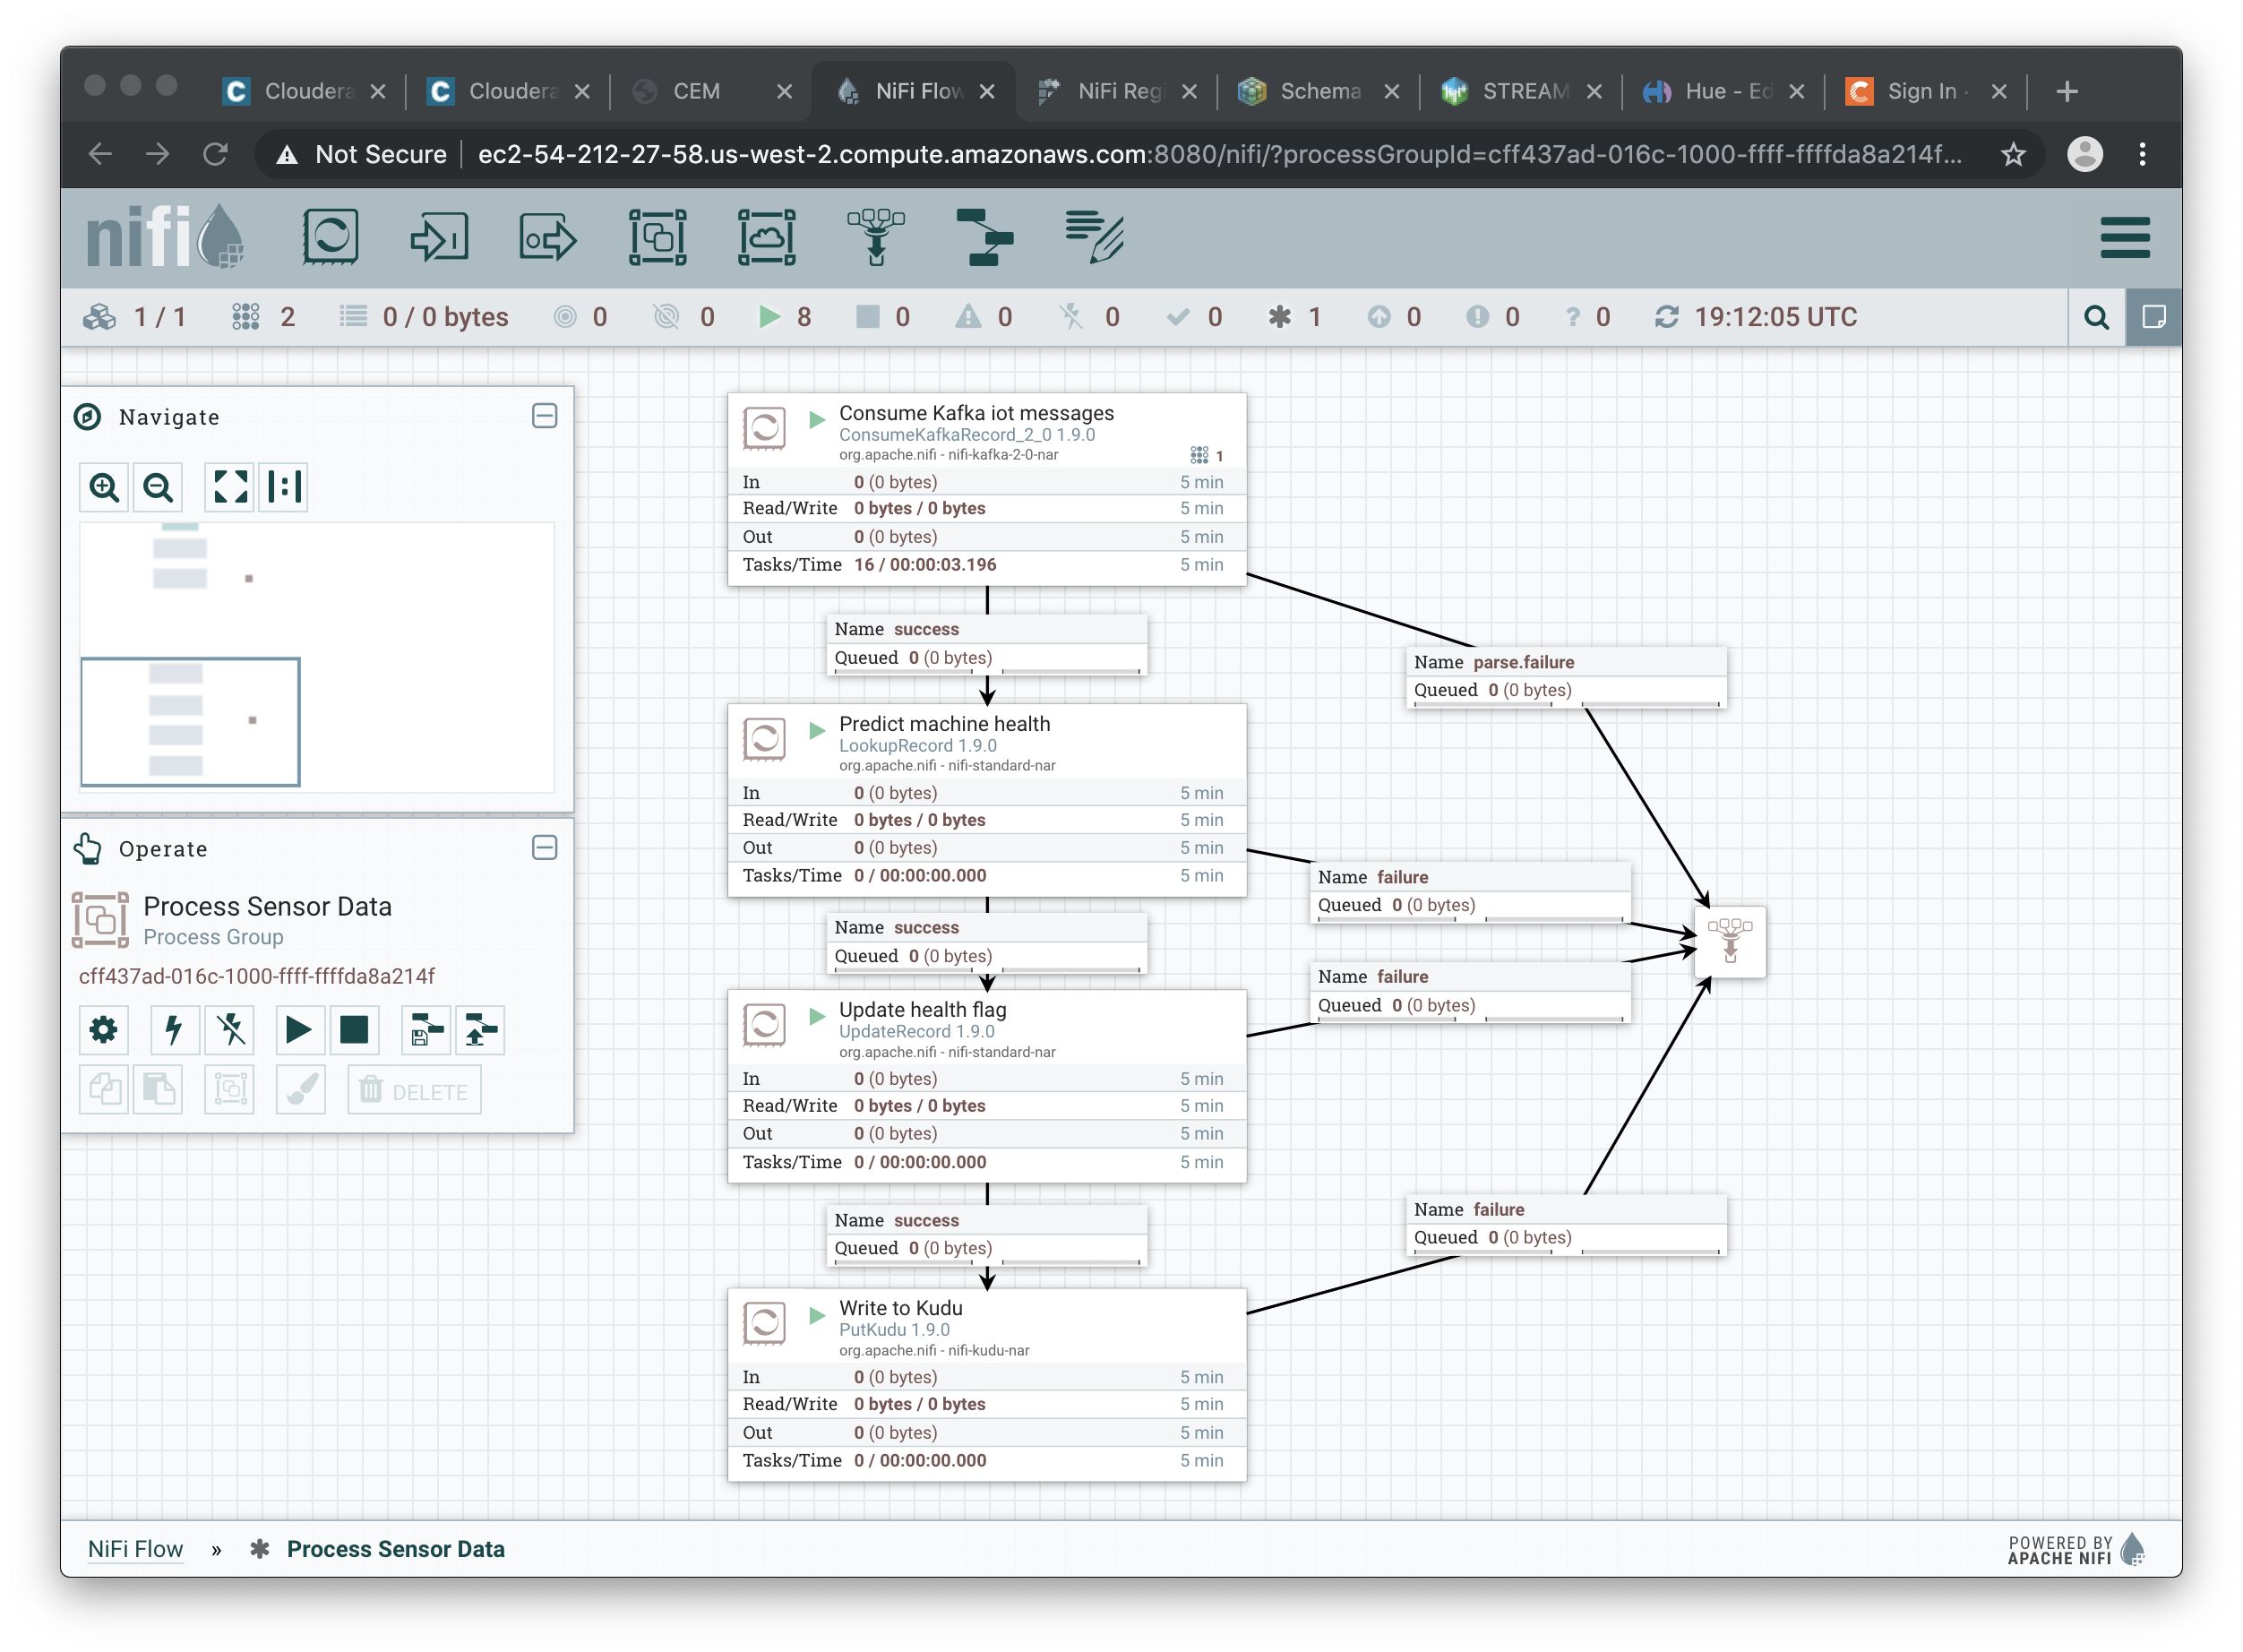 Cloudera
Cloudera
CEM
NiFi Flow
NiFi Reg
Schema
STREAM
Hue - Ed
Sign In -
Not Secure
ec2-54-212-27-58.us-west-2.compute.amazonaws.com:8080/nifi/?processGroupId=cff437ad-016c-1000-ffff-ffffda8a214f...
nifi
1 / 1
2
0 / 0 bytes
0
0
8
0
0
0
0
1
0
0
? 0
19:12:05 UTC
Navigate
Operate
Process Sensor Data
Process Group
cff437ad-016c-1000-ffff-ffffda8a214f
DELETE
Consume Kafka iot messages
ConsumeKafkaRecord_2_0 1.9.0
org.apache.nifi - nifi-kafka-2-0-nar
1
In 0 (0 bytes) 5 min
Read/Write 0 bytes / 0 bytes 5 min
Out 0 (0 bytes) 5 min
Tasks/Time 16 / 00:00:03.196 5 min
Name success
Queued 0 (0 bytes)
Name parse.failure
Queued 0 (0 bytes)
Predict machine health
LookupRecord 1.9.0
org.apache.nifi - nifi-standard-nar
In 0 (0 bytes) 5 min
Read/Write 0 bytes / 0 bytes 5 min
Out 0 (0 bytes) 5 min
Tasks/Time 0 / 00:00:00.000 5 min
Name failure
Queued 0 (0 bytes)
Name success
Queued 0 (0 bytes)
Name failure
Queued 0 (0 bytes)
Update health flag
UpdateRecord 1.9.0
org.apache.nifi - nifi-standard-nar
In 0 (0 bytes) 5 min
Read/Write 0 bytes / 0 bytes 5 min
Out 0 (0 bytes) 5 min
Tasks/Time 0 / 00:00:00.000 5 min
Name success
Queued 0 (0 bytes)
Name failure
Queued 0 (0 bytes)
Write to Kudu
PutKudu 1.9.0
org.apache.nifi - nifi-kudu-nar
In 0 (0 bytes) 5 min
Read/Write 0 bytes / 0 bytes 5 min
Out 0 (0 bytes) 5 min
Tasks/Time 0 / 00:00:00.000 5 min
NiFi Flow » Process Sensor Data
POWERED BY
APACHE NIFI